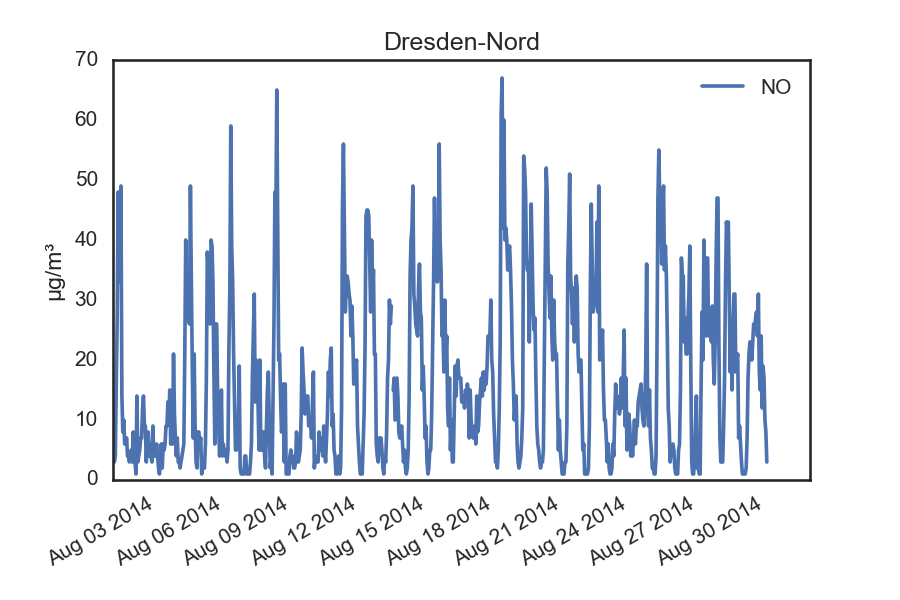 Dresden-Nord
NO
µg/m³
70
60
50
40
30
20
10
0
Aug 03 2014
Aug 06 2014
Aug 09 2014
Aug 12 2014
Aug 15 2014
Aug 18 2014
Aug 21 2014
Aug 24 2014
Aug 27 2014
Aug 30 2014